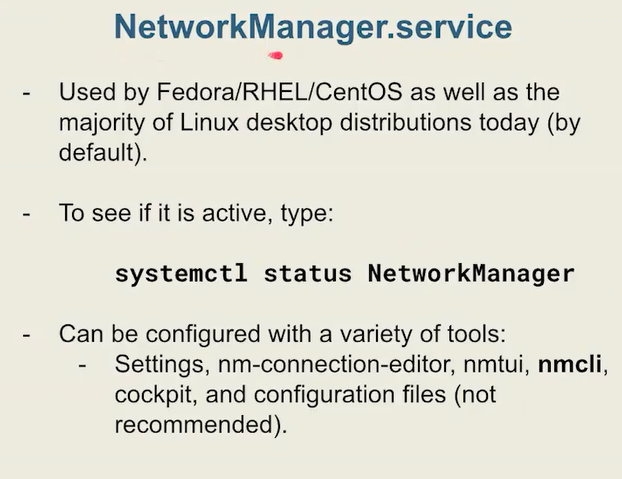 NetworkManager.service
- Used by Fedora/RHEL/CentOS as well as the
majority of Linux desktop distributions today (by
default).
- To see if it is active, type:
systemctl status NetworkManager
- Can be configured with a variety of tools:
- Settings, nm-connection-editor, nmtui, nmcli,
cockpit, and configuration files (not
recommended).